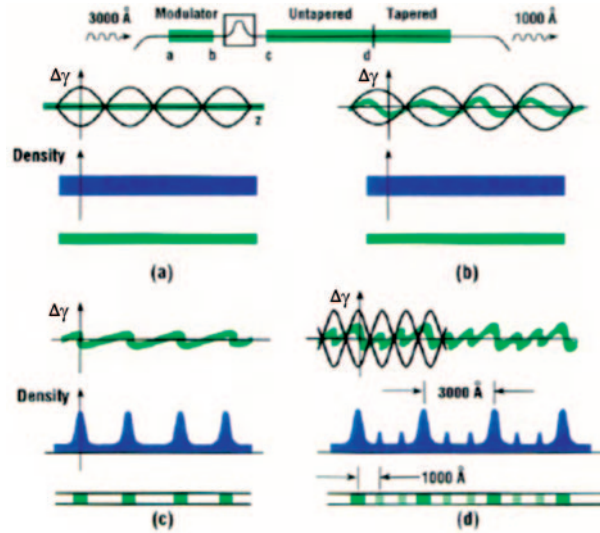 3000 Å Modulator Untapered Tapered 1000 Å
a b c d
Δγ
z
Density
(a)
Δγ
(b)
Δγ
Density
(c)
Δγ
3000 Å
1000 Å
(d)